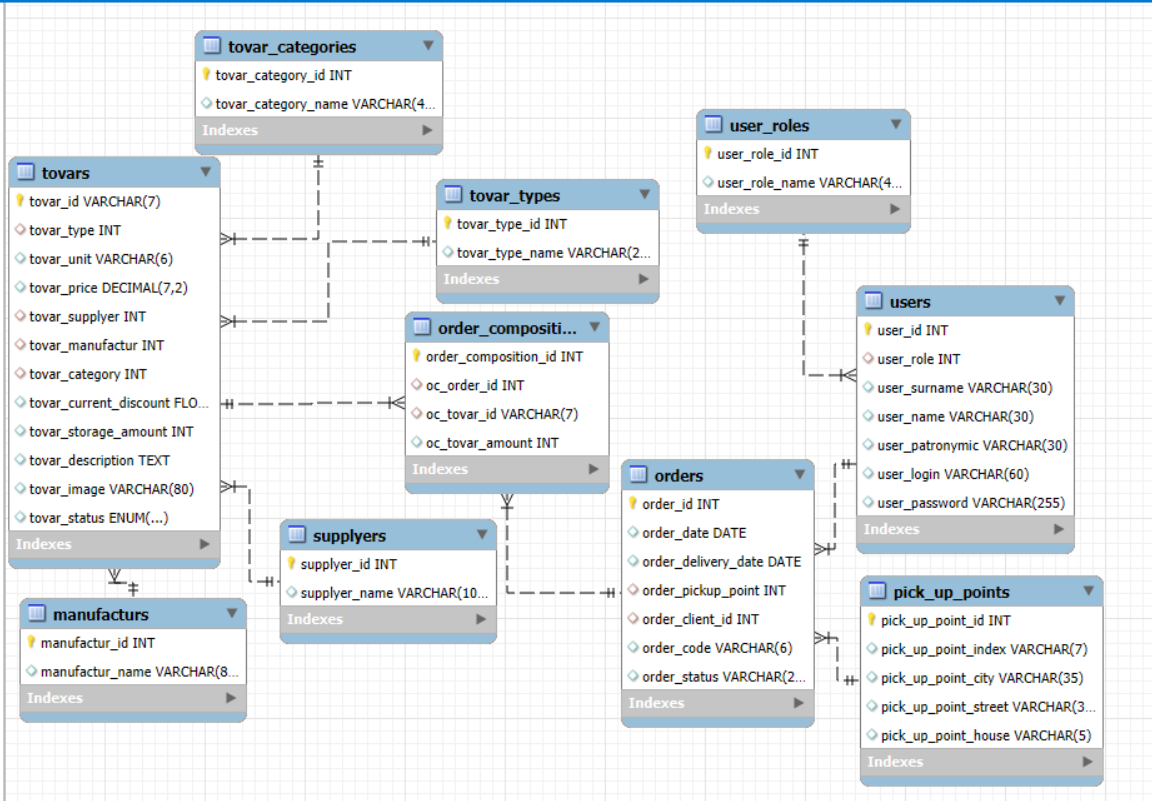 tovar_categories
tovar_category_id INT
tovar_category_name VARCHAR(4...
Indexes
tovars
tovar_id VARCHAR(7)
tovar_type INT
tovar_unit VARCHAR(6)
tovar_price DECIMAL(7,2)
tovar_supplyer INT
tovar_manufactur INT
tovar_category INT
tovar_current_discount FLO...
tovar_storage_amount INT
tovar_description TEXT
tovar_image VARCHAR(80)
tovar_status ENUM(...)
Indexes
tovar_types
tovar_type_id INT
tovar_type_name VARCHAR(2...
Indexes
user_roles
user_role_id INT
user_role_name VARCHAR(4...
Indexes
order_compositi...
order_composition_id INT
oc_order_id INT
oc_tovar_id VARCHAR(7)
oc_tovar_amount INT
Indexes
users
user_id INT
user_role INT
user_surname VARCHAR(30)
user_name VARCHAR(30)
user_patronymic VARCHAR(30)
user_login VARCHAR(60)
user_password VARCHAR(255)
Indexes
supplyers
supplyer_id INT
supplyer_name VARCHAR(10...
Indexes
orders
order_id INT
order_date DATE
order_delivery_date DATE
order_pickup_point INT
order_client_id INT
order_code VARCHAR(6)
order_status VARCHAR(2...
Indexes
manufacturs
manufactur_id INT
manufactur_name VARCHAR(8...
Indexes
pick_up_points
pick_up_point_id INT
pick_up_point_index VARCHAR(7)
pick_up_point_city VARCHAR(35)
pick_up_point_street VARCHAR(3...
pick_up_point_house VARCHAR(5)
Indexes